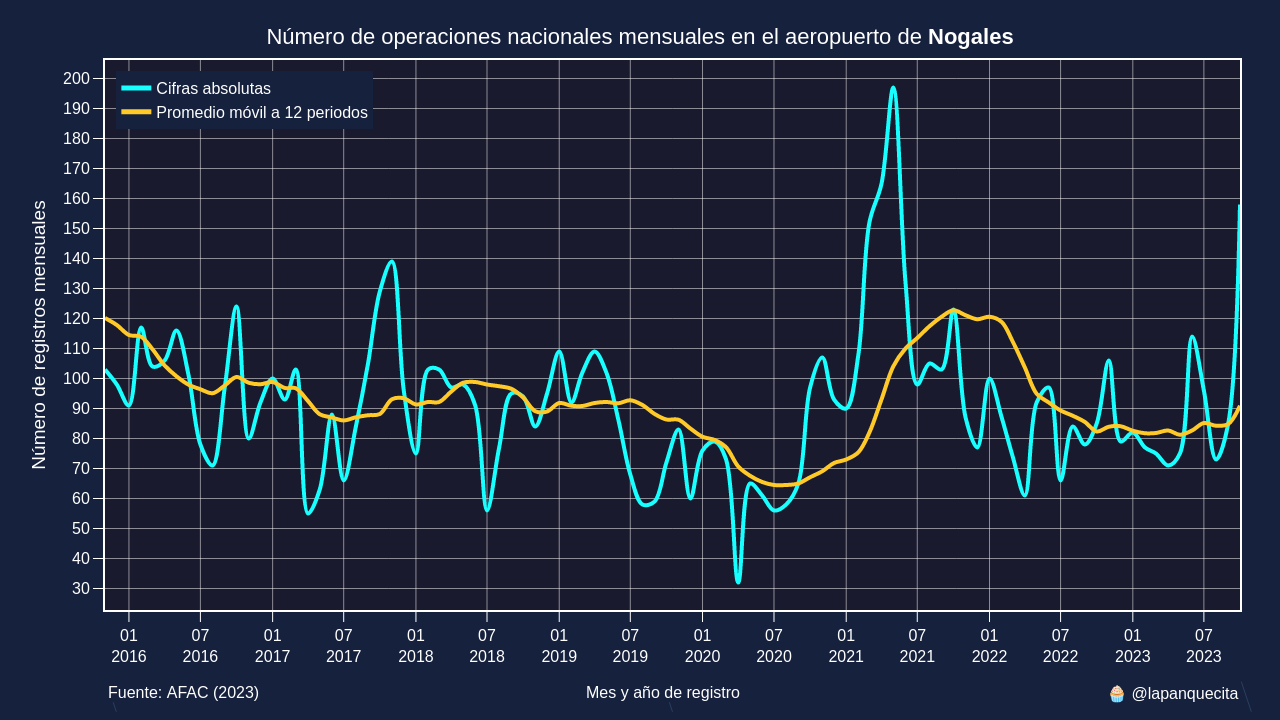 Número de operaciones nacionales mensuales en el aeropuerto de Nogales
Cifras absolutas
Promedio móvil a 12 periodos
Número de registros mensuales
200
190
180
170
160
150
140
130
120
110
100
90
80
70
60
50
40
30
01 07 01 07 01 07 01 07 01 07 01 07 01 07 01 07
2016 2016 2017 2017 2018 2018 2019 2019 2020 2020 2021 2021 2022 2022 2023 2023
Fuente: AFAC (2023)
Mes y año de registro
🧁 @lapanquecita